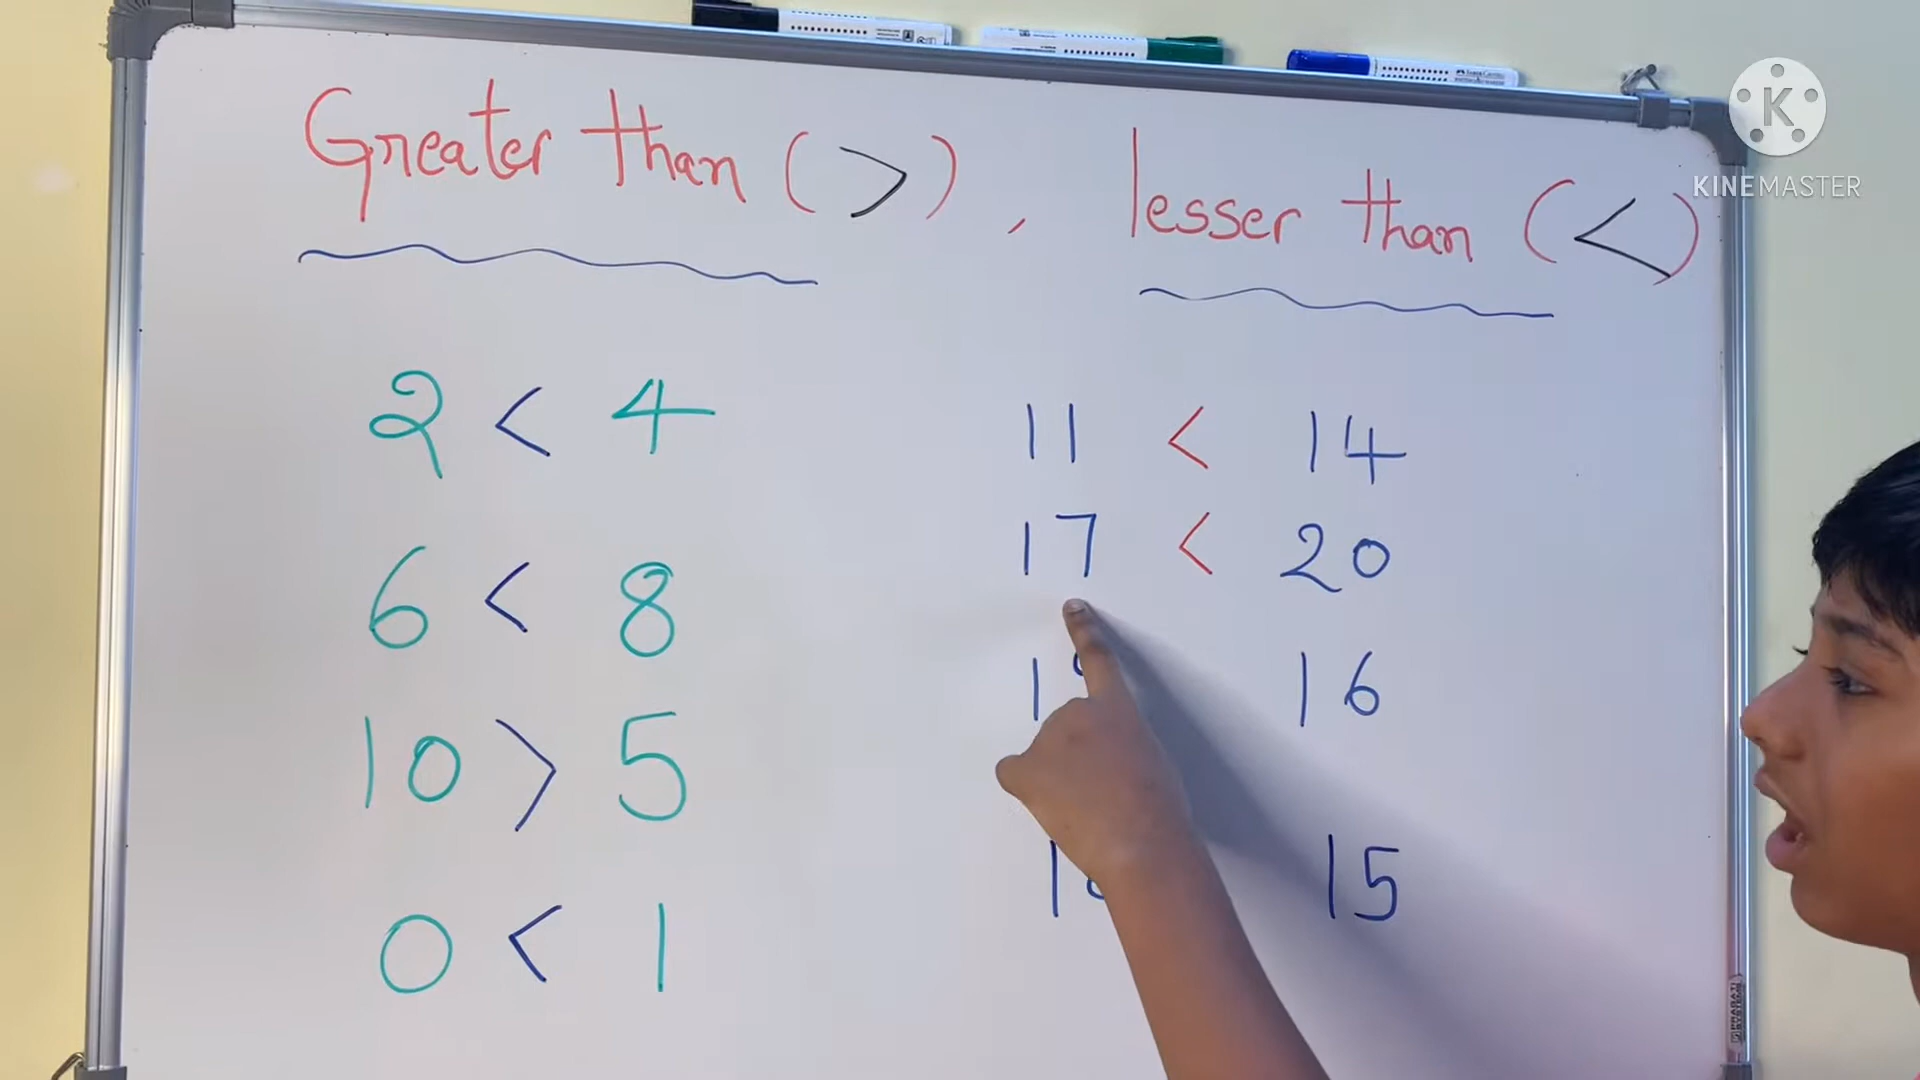 Greater than (>), lesser than (<)
2 < 4
6 < 8
10 > 5
0 < 1
11 < 14
17 < 20
16
15
K
KINEMASTER